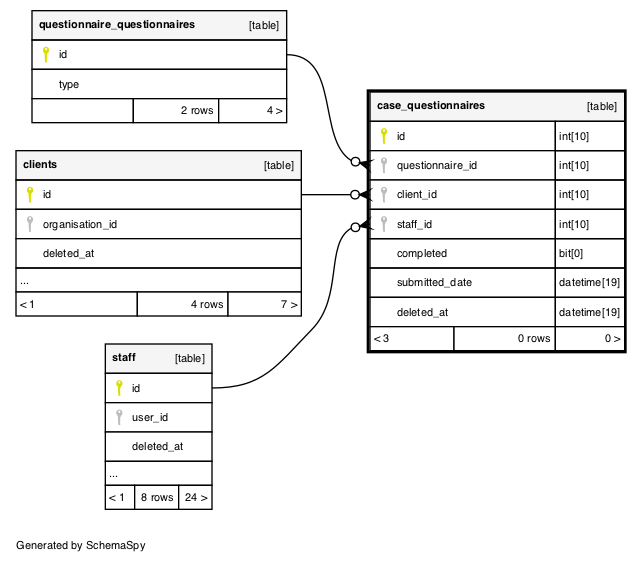 questionnaire_questionnaires [table]
id
type
2 rows 4 >
case_questionnaires [table]
id int[10]
questionnaire_id int[10]
client_id int[10]
staff_id int[10]
completed bit[0]
submitted_date datetime[19]
deleted_at datetime[19]
< 3 0 rows 0 >
clients [table]
id
organisation_id
deleted_at
...
< 1 4 rows 7 >
staff [table]
id
user_id
deleted_at
...
< 1 8 rows 24 >
Generated by SchemaSpy